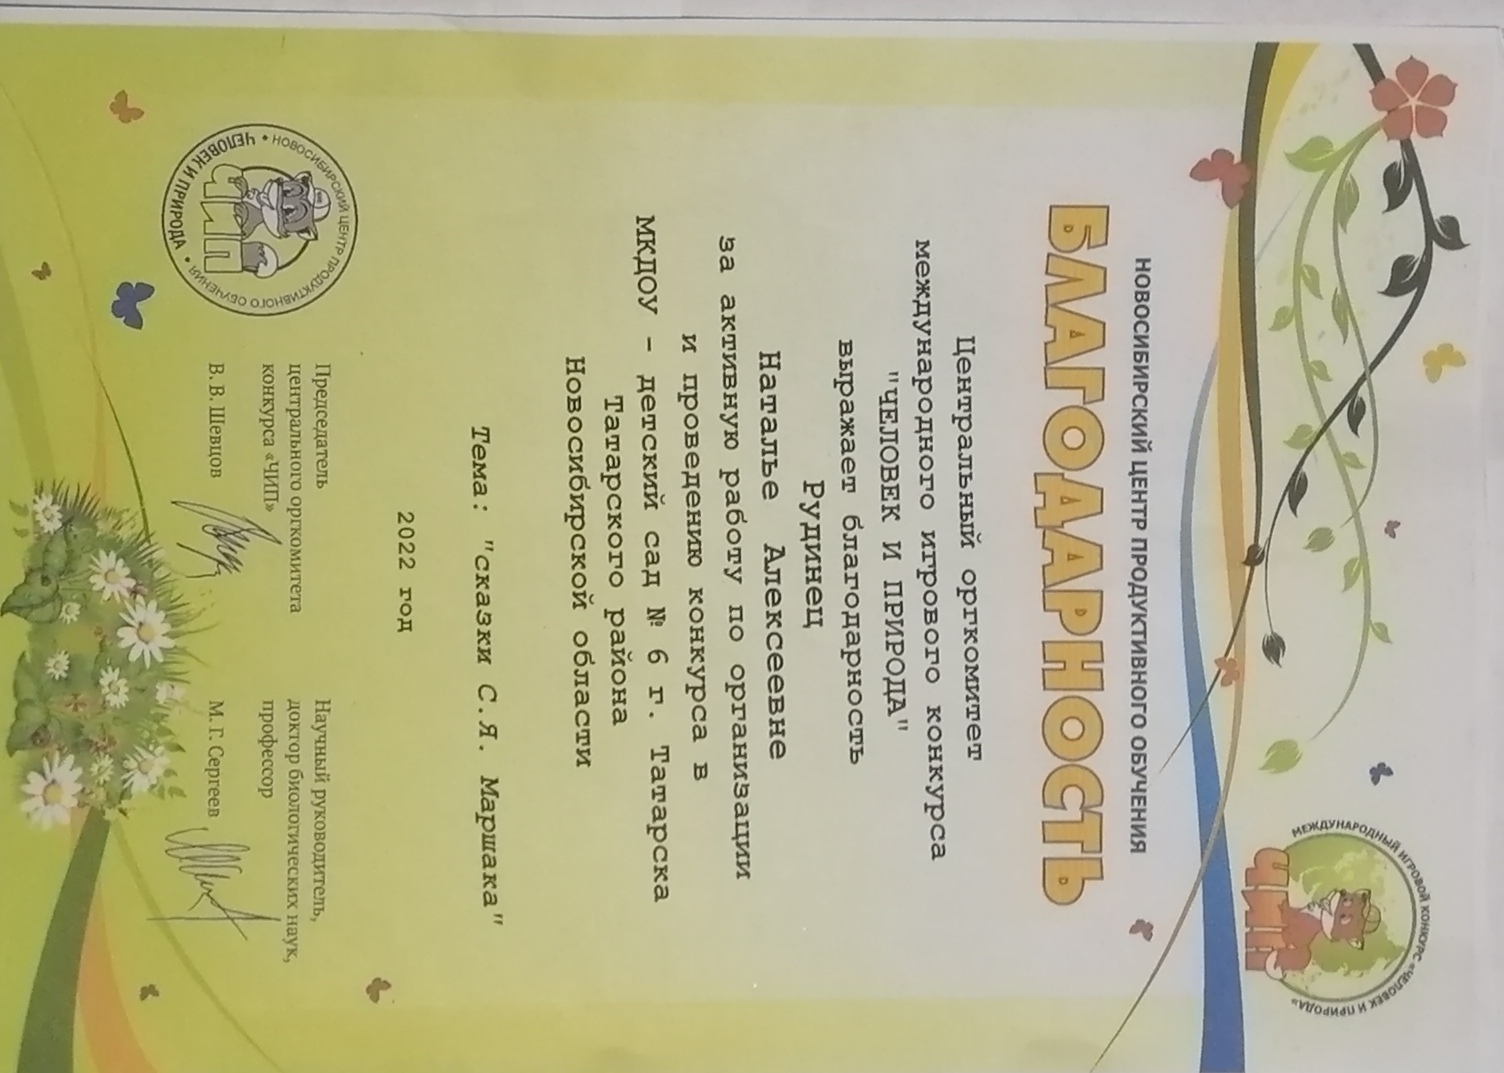 МЕЖДУНАРОДНЫЙ ИГРОВОЙ КОНКУРС «ЧЕЛОВЕК И ПРИРОДА»
ЧИП
НОВОСИБИРСКИЙ ЦЕНТР ПРОДУКТИВНОГО ОБУЧЕНИЯ
БЛАГОДАРНОСТЬ
Центральный оргкомитет
международного игрового конкурса
"ЧЕЛОВЕК И ПРИРОДА"
выражает благодарность
Рудинец
Наталье Алексеевне
за активную работу по организации
и проведению конкурса в
МКДОУ - детский сад № 6 г. Татарска
Татарского района
Новосибирской области
Тема: "сказки С.Я. Маршака"
2022 год
НОВОСИБИРСКИЙ ЦЕНТР ПРОДУКТИВНОГО ОБУЧЕНИЯ
ЧИП
• ЧЕЛОВЕК И ПРИРОДА •
Председатель
центрального оргкомитета
конкурса «ЧИП»
В. В. Шевцов
Научный руководитель,
доктор биологических наук,
профессор
М. Г. Сергеев